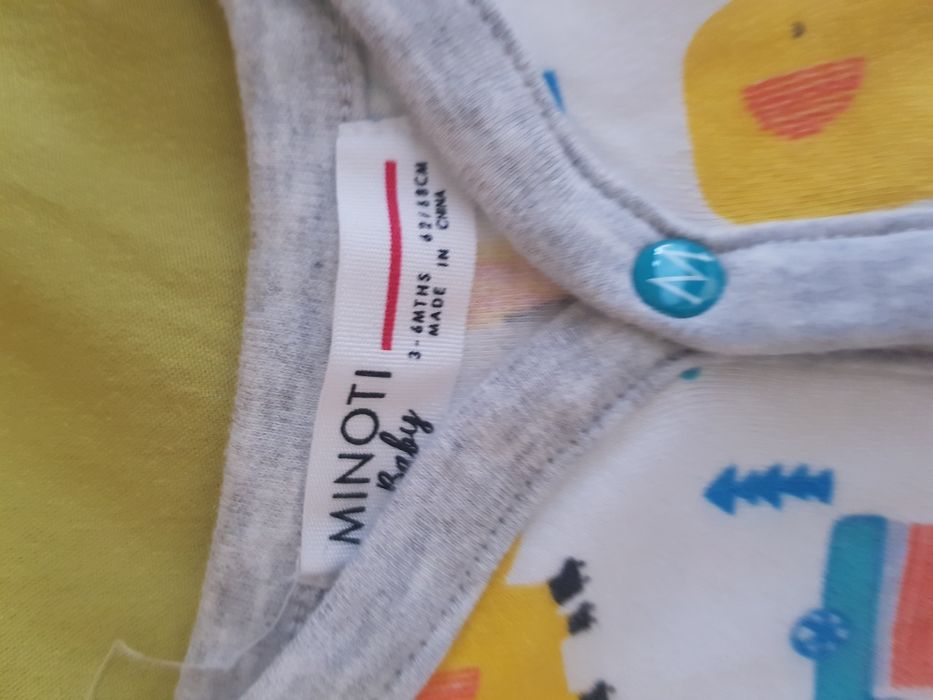 MINOTI
Baby
3-6MTHS 62/68CM
MADE IN CHINA
M